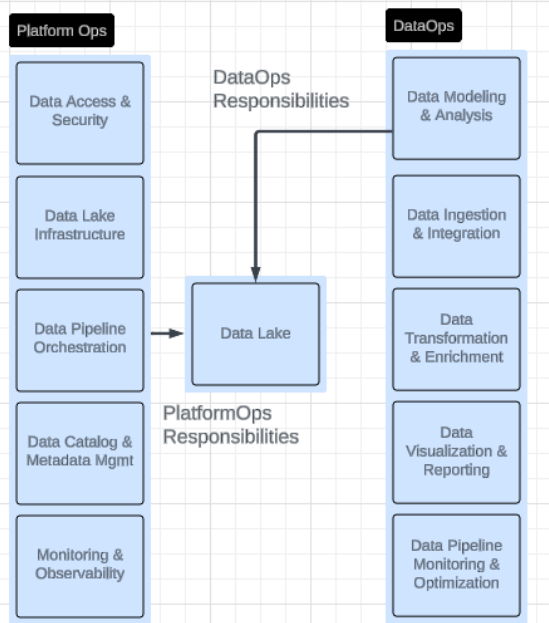 Platform Ops
Data Access &
Security
Data Lake
Infrastructure
Data Pipeline
Orchestration
Data Catalog &
Metadata Mgmt
Monitoring &
Observability
DataOps
Responsibilities
Data Lake
PlatformOps
Responsibilities
DataOps
Data Modeling
& Analysis
Data Ingestion
& Integration
Data
Transformation
& Enrichment
Data
Visualization &
Reporting
Data Pipeline
Monitoring &
Optimization